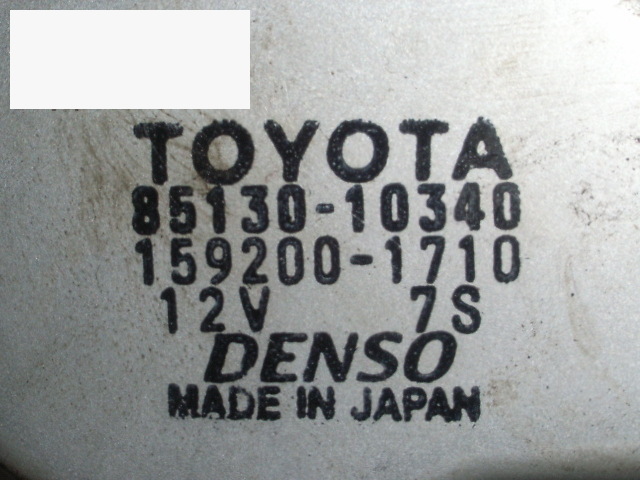 TOYOTA
85130-10340
159200-1710
12V 7S
DENSO
MADE IN JAPAN